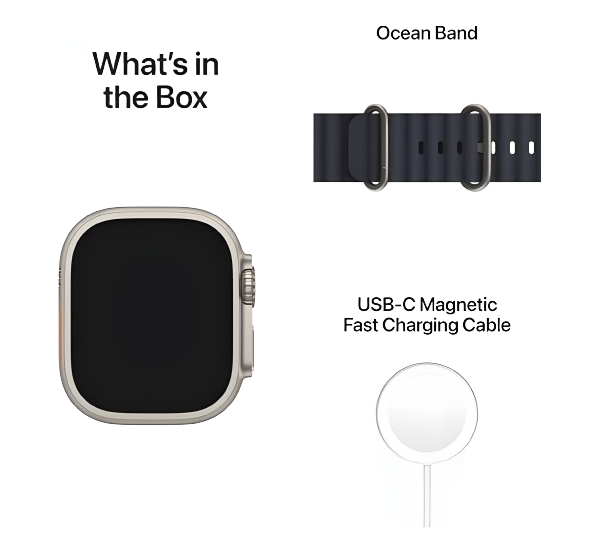 What's in
the Box
Ocean Band
USB-C Magnetic
Fast Charging Cable